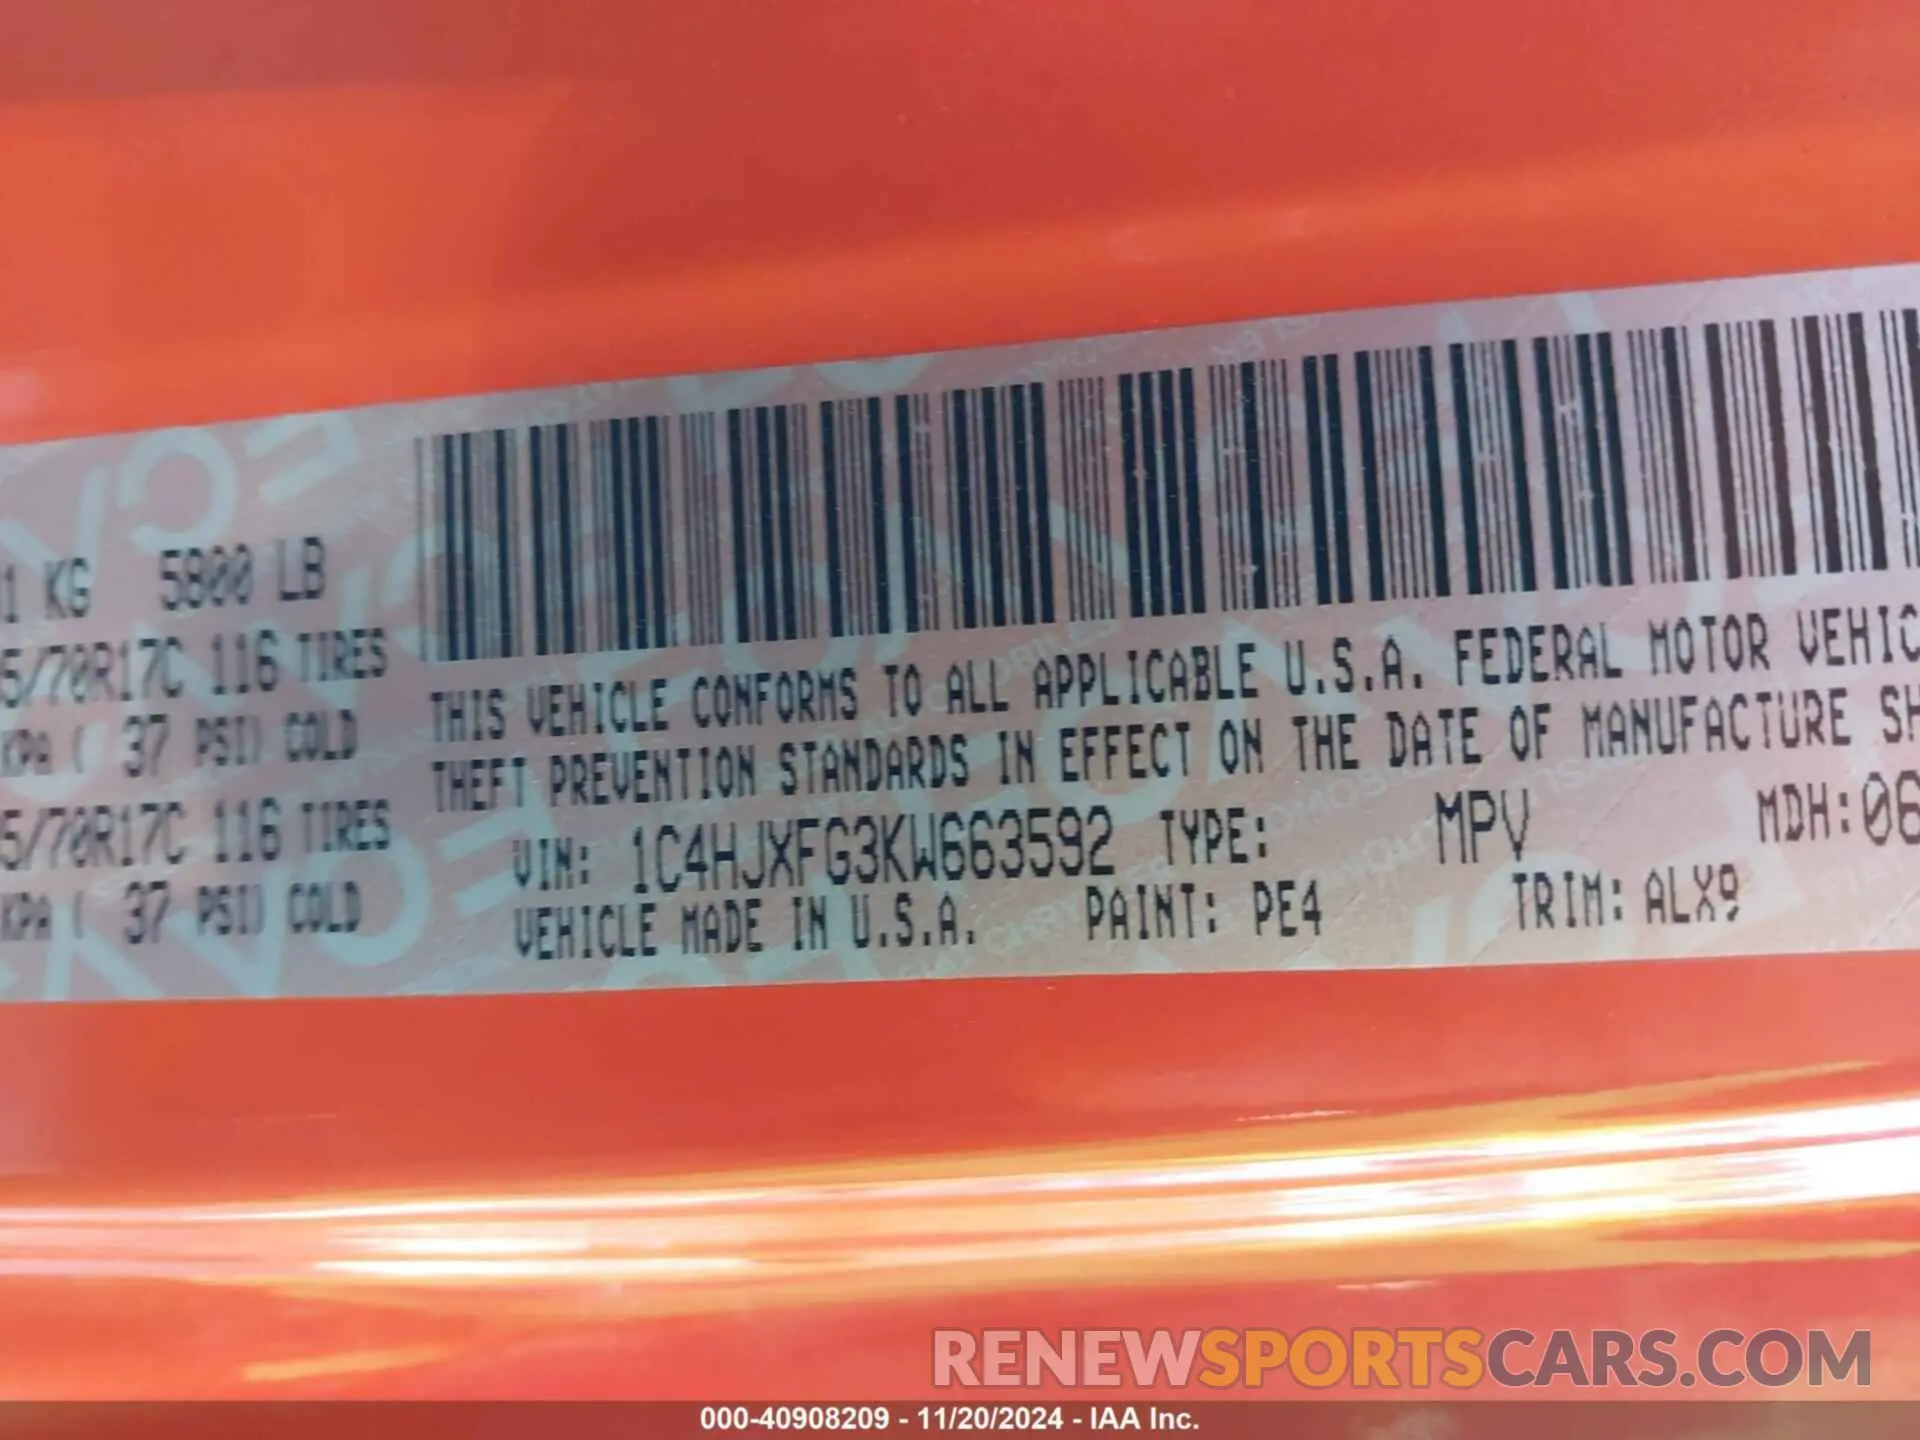 1 KG 5800 LB
5/70R17C 116 TIRES
KPA ( 37 PSI) COLD
5/70R17C 116 TIRES
KPA ( 37 PSI) COLD
THIS VEHICLE CONFORMS TO ALL APPLICABLE U.S.A. FEDERAL MOTOR VEHIC
THEFT PREVENTION STANDARDS IN EFFECT ON THE DATE OF MANUFACTURE SH
VIN: 1C4HJXFG3KW663592 TYPE: MPV MDH:06
VEHICLE MADE IN U.S.A. PAINT: PE4 TRIM: ALX9
RENEWSPORTSCARS.COM
000-40908209 - 11/20/2024 - IAA Inc.